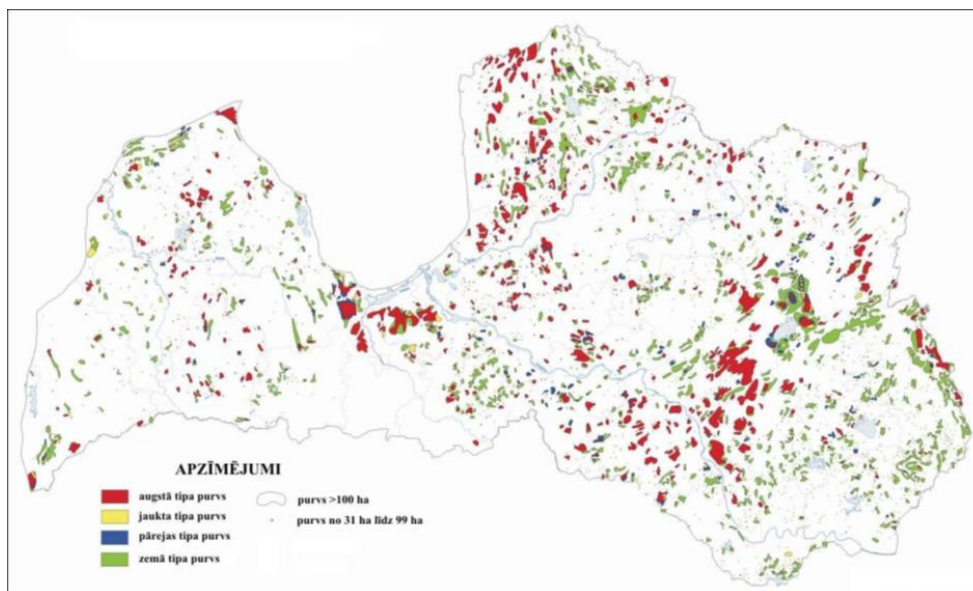 APZĪMĒJUMI
augstā tipa purvs
jaukta tipa purvs
pārejas tipa purvs
zemā tipa purvs
purvs >100 ha
purvs no 31 ha līdz 99 ha